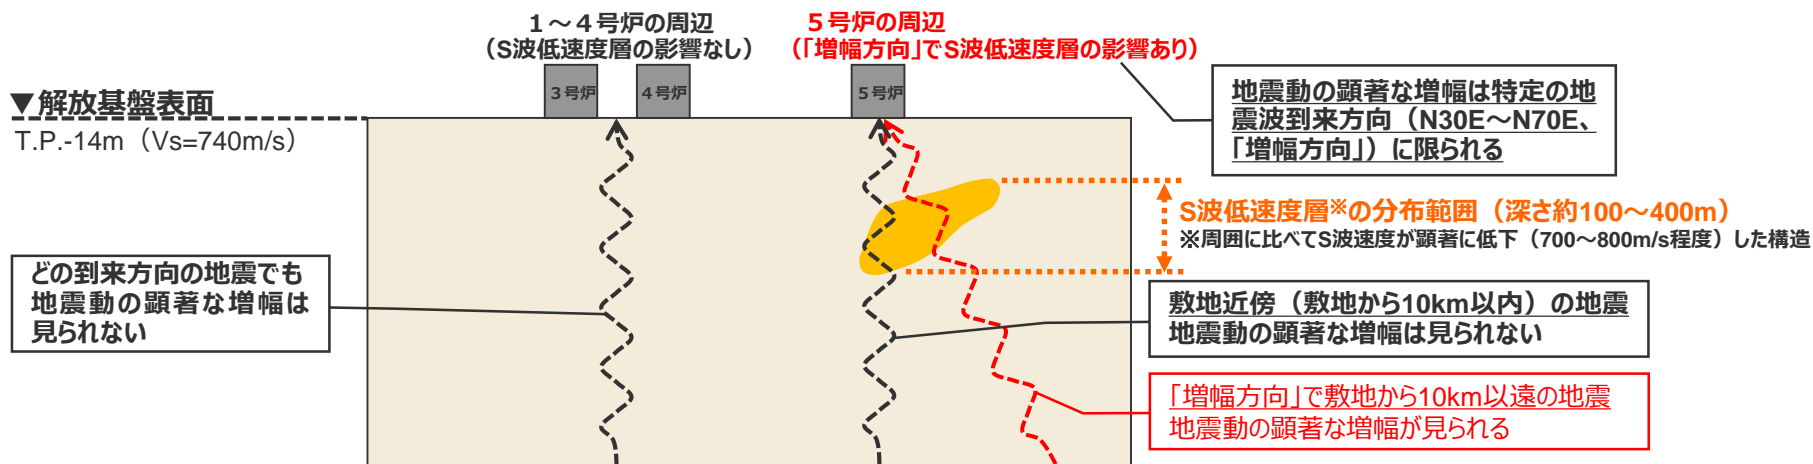 1～4号炉の周辺
（S波低速度層の影響なし）
5号炉の周辺
（「増幅方向」でS波低速度層の影響あり）
3号炉
4号炉
5号炉
▼解放基盤表面
T.P.-14m（Vs=740m/s）
地震動の顕著な増幅は特定の地
震波到来方向（N30E～N70E、
「増幅方向」）に限られる
S波低速度層※の分布範囲（深さ約100～400m）
※周囲に比べてS波速度が顕著に低下（700～800m/s程度）した構造
どの到来方向の地震でも
地震動の顕著な増幅は
見られない
敷地近傍（敷地から10km以内）の地震
地震動の顕著な増幅は見られない
「増幅方向」で敷地から10km以遠の地震
地震動の顕著な増幅が見られる